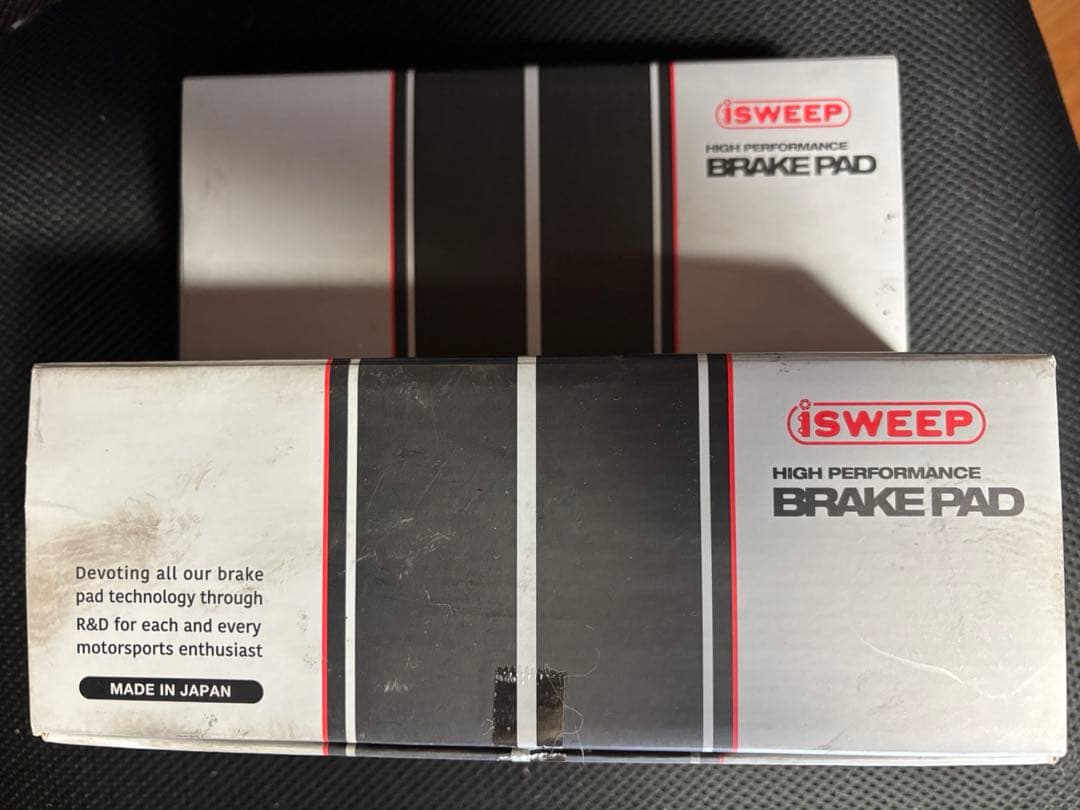 iSWEEP
HIGH PERFORMANCE
BRAKE PAD
iSWEEP
HIGH PERFORMANCE
BRAKE PAD
Devoting all our brake
pad technology through
R&D for each and every
motorsports enthusiast
MADE IN JAPAN